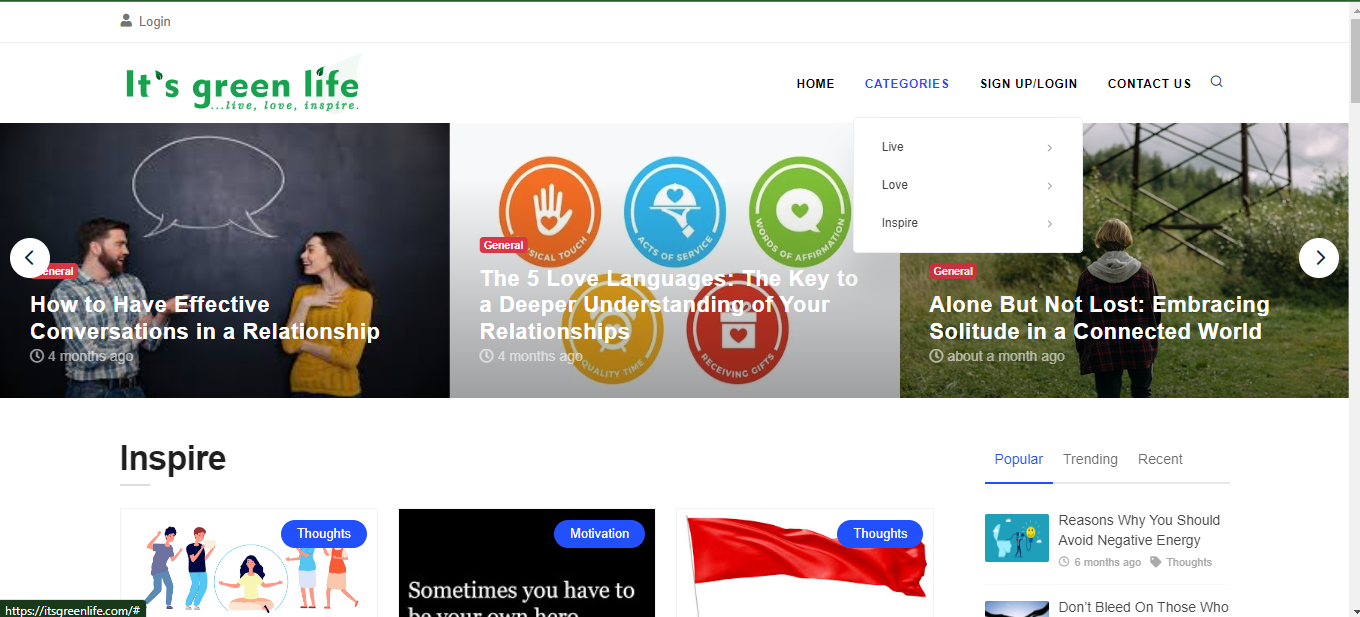 Login
It's green life
...live, love, inspire.
HOME CATEGORIES SIGN UP/LOGIN CONTACT US
Live
Love
Inspire
General
How to Have Effective
Conversations in a Relationship
4 months ago
ACTS OF SERVICE
WORDS OF AFFIRMATION
General
The 5 Love Languages: The Key to
a Deeper Understanding of Your
Relationships
4 months ago
QUALITY TIME
RECEIVING GIFTS
General
Alone But Not Lost: Embracing
Solitude in a Connected World
about a month ago
Inspire
Thoughts
Motivation
Sometimes you have to
be your own hero
Thoughts
Popular Trending Recent
Reasons Why You Should
Avoid Negative Energy
6 months ago Thoughts
Don't Bleed On Those Who
https://itsgreenlife.com/#